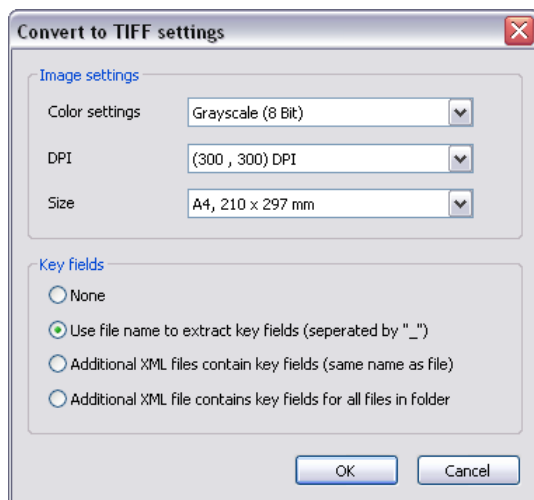 Convert to TIFF settings
Image settings
Color settings
Grayscale (8 Bit)
DPI
(300 , 300) DPI
Size
A4, 210 x 297 mm
Key fields
None
Use file name to extract key fields (seperated by "_")
Additional XML files contain key fields (same name as file)
Additional XML file contains key fields for all files in folder
OK
Cancel